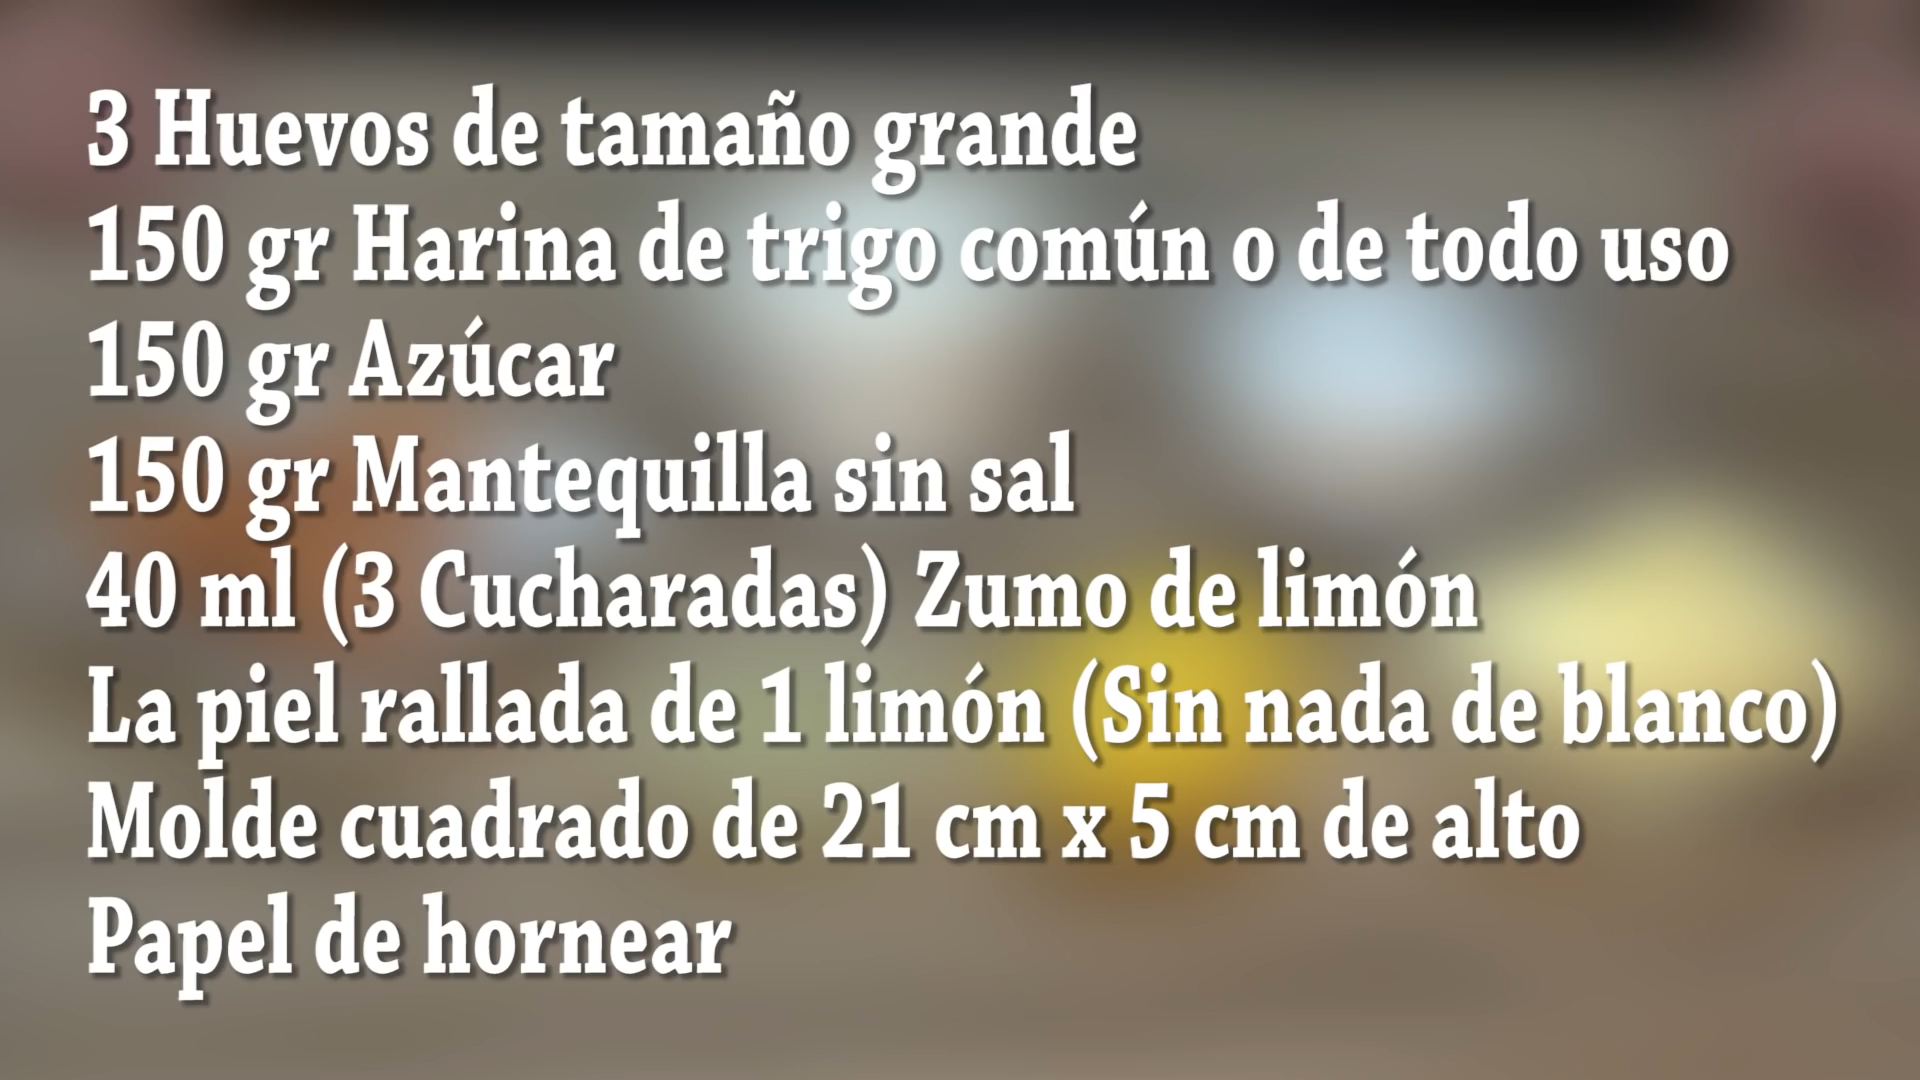 3 Huevos de tamaño grande
150 gr Harina de trigo común o de todo uso
150 gr Azúcar
150 gr Mantequilla sin sal
40 ml (3 Cucharadas) Zumo de limón
La piel rallada de 1 limón (Sin nada de blanco)
Molde cuadrado de 21 cm x 5 cm de alto
Papel de hornear